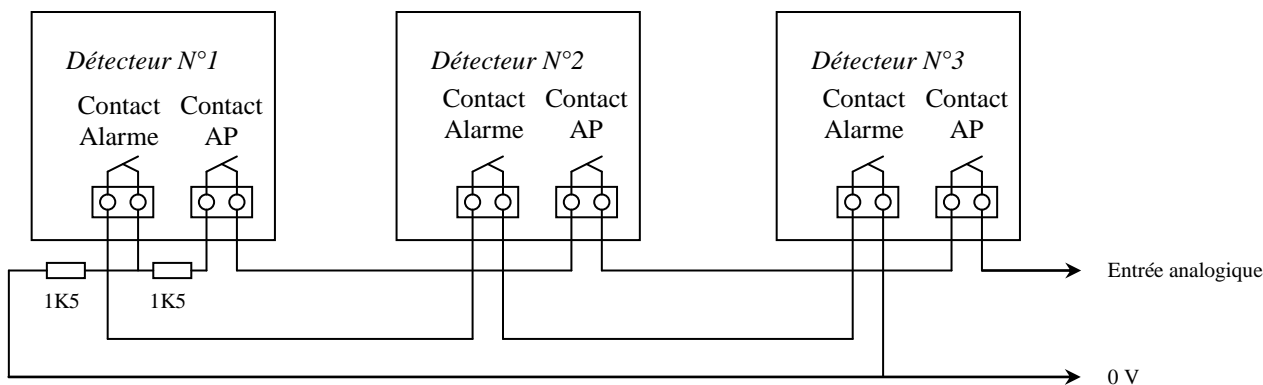 Détecteur N°1
Contact Alarme
Contact AP
1K5
1K5
Détecteur N°2
Contact Alarme
Contact AP
Détecteur N°3
Contact Alarme
Contact AP
Entrée analogique
0 V